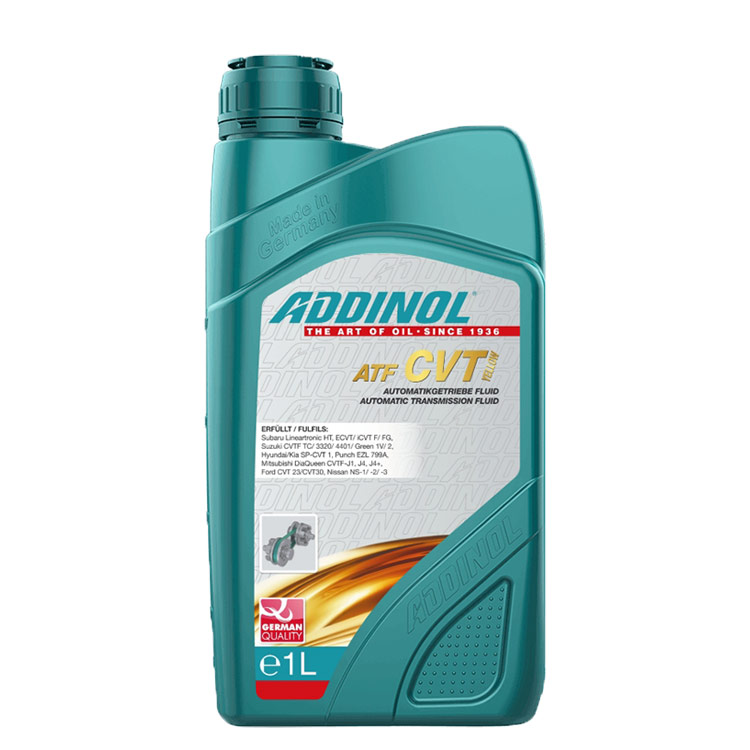 Made in
Germany
ADDINOL®
THE ART OF OIL · SINCE 1936
ATF CVT YELLOW
AUTOMATIKGETRIEBE FLUID
AUTOMATIC TRANSMISSION FLUID
ERFÜLLT / FULFILS:
Subaru Lineartronic HT, ECVT/ iCVT F/ FG,
Suzuki CVTF TC/ 3320/ 4401/ Green 1V/ 2,
Hyundai/Kia SP-CVT 1, Punch EZL 799A,
Mitsubishi DiaQueen CVTF-J1, J4, J4+,
Ford CVT 23/CVT30, Nissan NS-1/ -2/ -3
GERMAN
QUALITY
e1L
ADDINOL